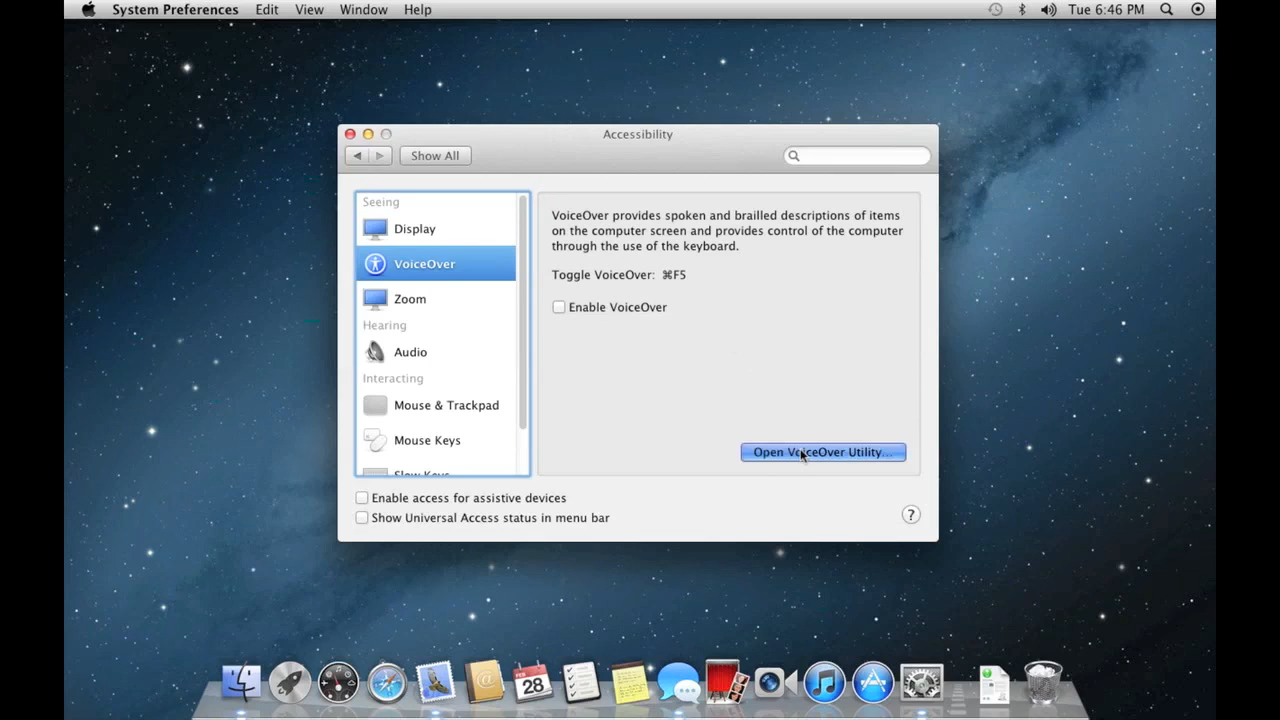 System Preferences Edit View Window Help Tue 6:46 PM
Accessibility
Show All
Seeing
Display
VoiceOver
Zoom
Hearing
Audio
Interacting
Mouse & Trackpad
Mouse Keys
Slow Keys
VoiceOver provides spoken and brailled descriptions of items
on the computer screen and provides control of the computer
through the use of the keyboard.
Toggle VoiceOver: ⌘F5
Enable VoiceOver
Open VoiceOver Utility...
Enable access for assistive devices
Show Universal Access status in menu bar
?
FEB
28